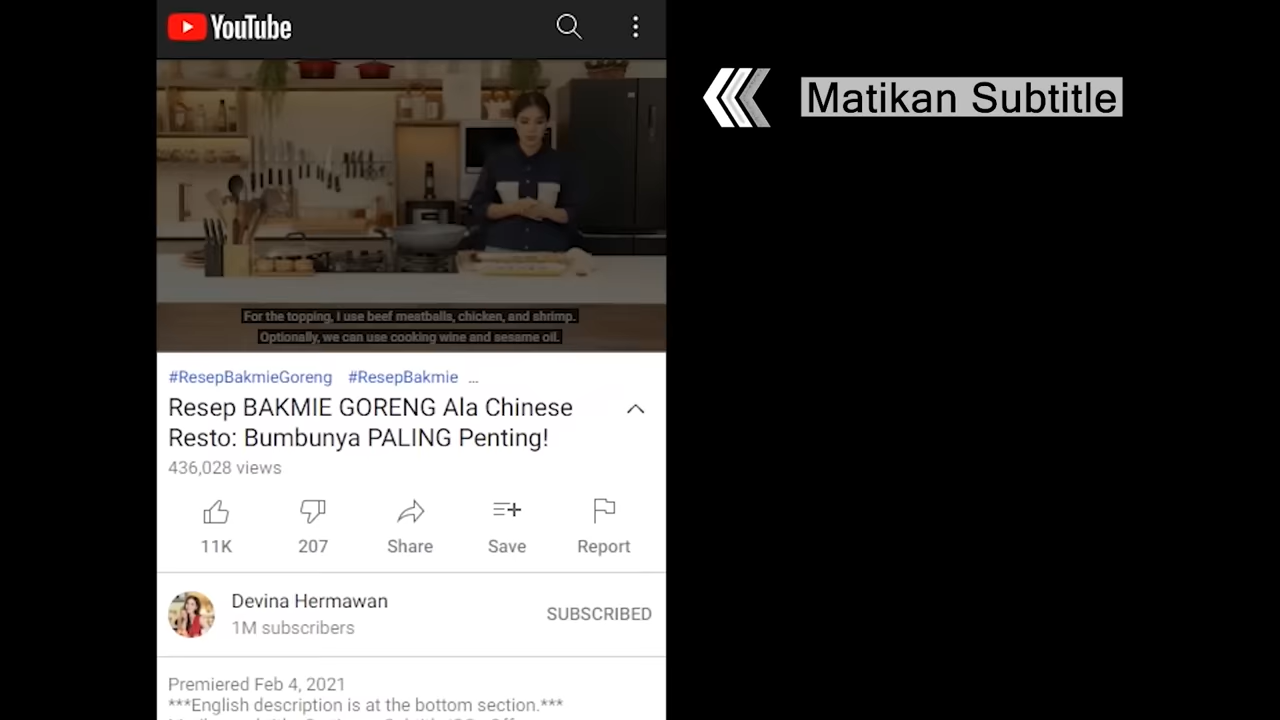 YouTube
Matikan Subtitle
For the topping, I use beef meatballs, chicken, and shrimp.
Optionally, we can use cooking wine and sesame oil.
#ResepBakmieGoreng #ResepBakmie ...
Resep BAKMIE GORENG Ala Chinese
Resto: Bumbunya PALING Penting!
436,028 views
11K
207
Share
Save
Report
Devina Hermawan
1M subscribers
SUBSCRIBED
Premiered Feb 4, 2021
***English description is at the bottom section.***